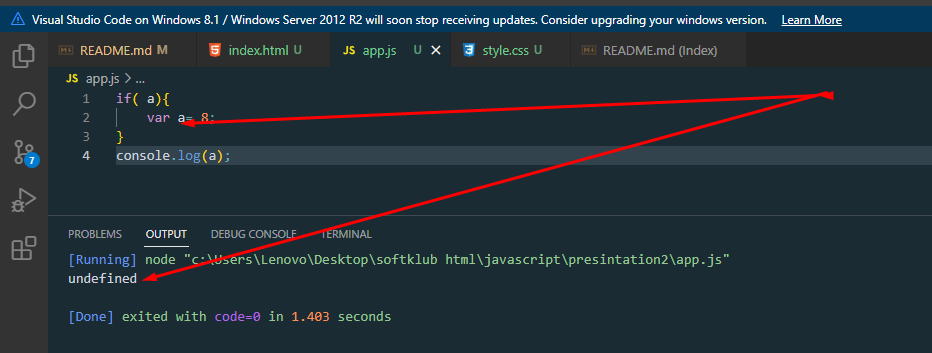 Visual Studio Code on Windows 8.1 / Windows Server 2012 R2 will soon stop receiving updates. Consider upgrading your windows version. Learn More
README.md M index.html U JS app.js U style.css U README.md (Index)
JS app.js > ...
1 if( a){
2 var a= 8;
3 }
4 console.log(a);
7
PROBLEMS OUTPUT DEBUG CONSOLE TERMINAL
[Running] node "c:\Users\Lenovo\Desktop\softklub html\javascript\presintation2\app.js"
undefined
[Done] exited with code=0 in 1.403 seconds